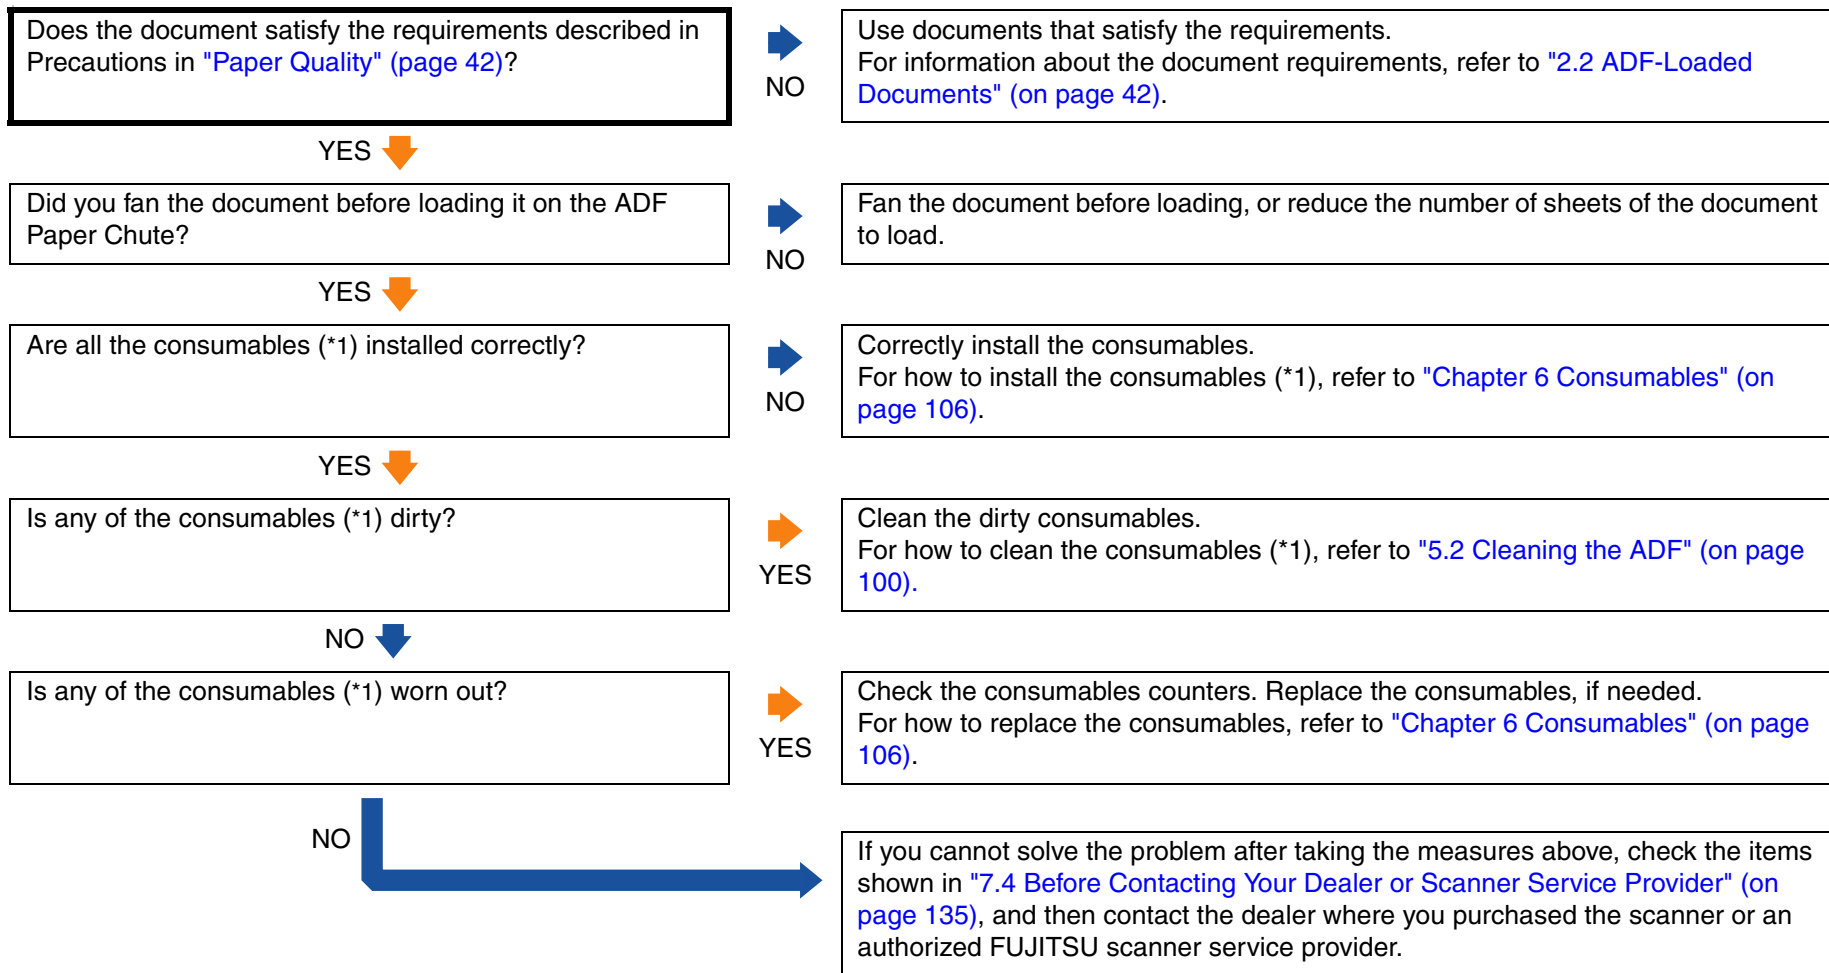 Does the document satisfy the requirements described in
Precautions in "Paper Quality" (page 42)?
NO
Use documents that satisfy the requirements.
For information about the document requirements, refer to "2.2 ADF-Loaded
Documents" (on page 42).
YES
Did you fan the document before loading it on the ADF
Paper Chute?
NO
Fan the document before loading, or reduce the number of sheets of the document
to load.
YES
Are all the consumables (*1) installed correctly?
NO
Correctly install the consumables.
For how to install the consumables (*1), refer to "Chapter 6 Consumables" (on
page 106).
YES
Is any of the consumables (*1) dirty?
YES
Clean the dirty consumables.
For how to clean the consumables (*1), refer to "5.2 Cleaning the ADF" (on page
100).
NO
Is any of the consumables (*1) worn out?
YES
Check the consumables counters. Replace the consumables, if needed.
For how to replace the consumables, refer to "Chapter 6 Consumables" (on page
106).
NO
If you cannot solve the problem after taking the measures above, check the items
shown in "7.4 Before Contacting Your Dealer or Scanner Service Provider" (on
page 135), and then contact the dealer where you purchased the scanner or an
authorized FUJITSU scanner service provider.